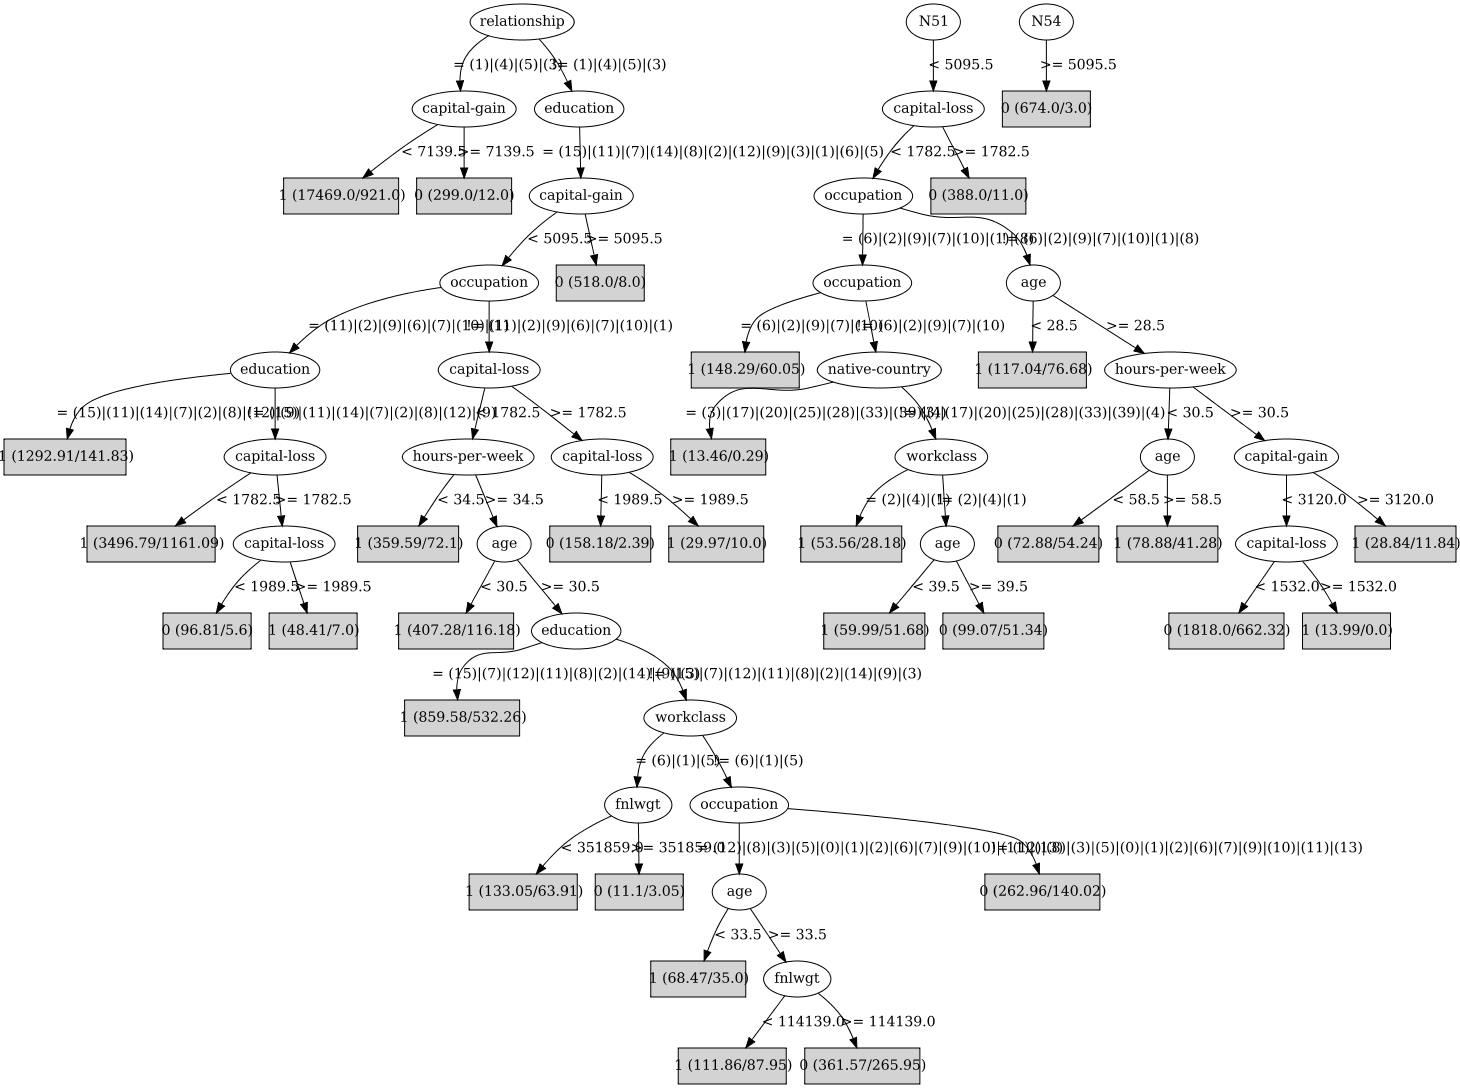 relationship N51 N54
= (1)|(4)|(5)|(3) != (1)|(4)|(5)|(3) < 5095.5 >= 5095.5
capital-gain education capital-loss 0 (674.0/3.0)
< 7139.5 >= 7139.5 = (15)|(11)|(7)|(14)|(8)|(2)|(12)|(9)|(3)|(1)|(6)|(5) < 1782.5 >= 1782.5
1 (17469.0/921.0) 0 (299.0/12.0) capital-gain occupation 0 (388.0/11.0)
< 5095.5 >= 5095.5 = (6)|(2)|(9)|(7)|(10)|(1)|(8) != (6)|(2)|(9)|(7)|(10)|(1)|(8)
occupation 0 (518.0/8.0) occupation age
= (11)|(2)|(9)|(6)|(7)|(10)|(1) != (11)|(2)|(9)|(6)|(7)|(10)|(1) = (6)|(2)|(9)|(7)|(10) != (6)|(2)|(9)|(7)|(10) < 28.5 >= 28.5
education capital-loss 1 (148.29/60.05) native-country 1 (117.04/76.68) hours-per-week
= (15)|(11)|(14)|(7)|(2)|(8)|(12)|(9) != (15)|(11)|(14)|(7)|(2)|(8)|(12)|(9) < 1782.5 >= 1782.5 = (3)|(17)|(20)|(25)|(28)|(33)|(39)|(4) != (3)|(17)|(20)|(25)|(28)|(33)|(39)|(4) < 30.5 >= 30.5
1 (1292.91/141.83) capital-loss hours-per-week capital-loss 1 (13.46/0.29) workclass age capital-gain
< 1782.5 >= 1782.5 < 34.5 >= 34.5 < 1989.5 >= 1989.5 = (2)|(4)|(1) != (2)|(4)|(1) < 58.5 >= 58.5 < 3120.0 >= 3120.0
1 (3496.79/1161.09) capital-loss 1 (359.59/72.1) age 0 (158.18/2.39) 1 (29.97/10.0) 1 (53.56/28.18) age 0 (72.88/54.24) 1 (78.88/41.28) capital-loss 1 (28.84/11.84)
< 1989.5 >= 1989.5 < 30.5 >= 30.5 < 39.5 >= 39.5 < 1532.0 >= 1532.0
0 (96.81/5.6) 1 (48.41/7.0) 1 (407.28/116.18) education 1 (59.99/51.68) 0 (99.07/51.34) 0 (1818.0/662.32) 1 (13.99/0.0)
= (15)|(7)|(12)|(11)|(8)|(2)|(14)|(9)|(3) != (15)|(7)|(12)|(11)|(8)|(2)|(14)|(9)|(3)
1 (859.58/532.26) workclass
= (6)|(1)|(5) != (6)|(1)|(5)
fnlwgt occupation
< 351859.0 >= 351859.0 = (12)|(8)|(3)|(5)|(0)|(1)|(2)|(6)|(7)|(9)|(10)|(11)|(13) != (12)|(8)|(3)|(5)|(0)|(1)|(2)|(6)|(7)|(9)|(10)|(11)|(13)
1 (133.05/63.91) 0 (11.1/3.05) age 0 (262.96/140.02)
< 33.5 >= 33.5
1 (68.47/35.0) fnlwgt
< 114139.0 >= 114139.0
1 (111.86/87.95) 0 (361.57/265.95)